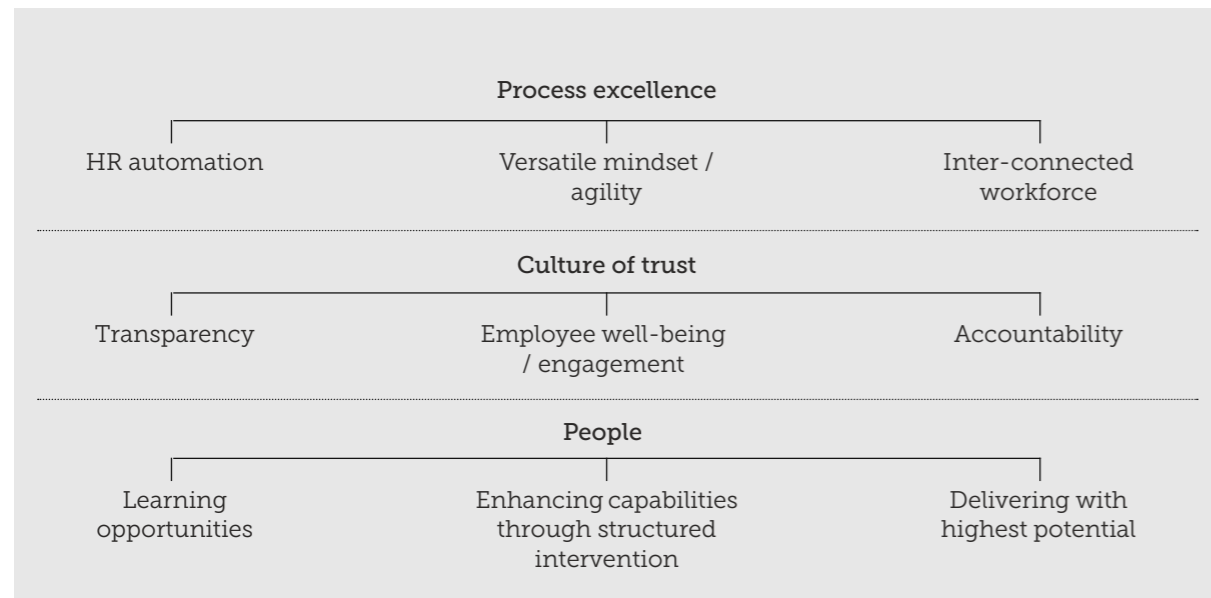 Process excellence
HR automation
Versatile mindset /
agility
Inter-connected
workforce
Culture of trust
Transparency
Employee well-being
/ engagement
Accountability
People
Learning
opportunities
Enhancing capabilities
through structured
intervention
Delivering with
highest potential